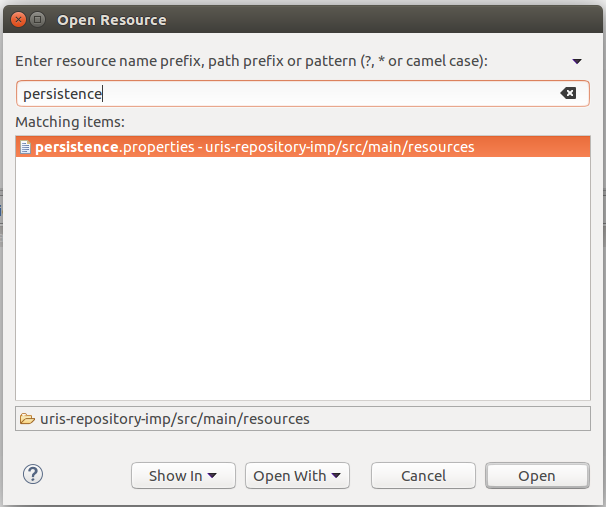 Open Resource
Enter resource name prefix, path prefix or pattern (?, * or camel case):
persistence
Matching items:
persistence.properties - uris-repository-imp/src/main/resources
uris-repository-imp/src/main/resources
? Show In Open With Cancel Open